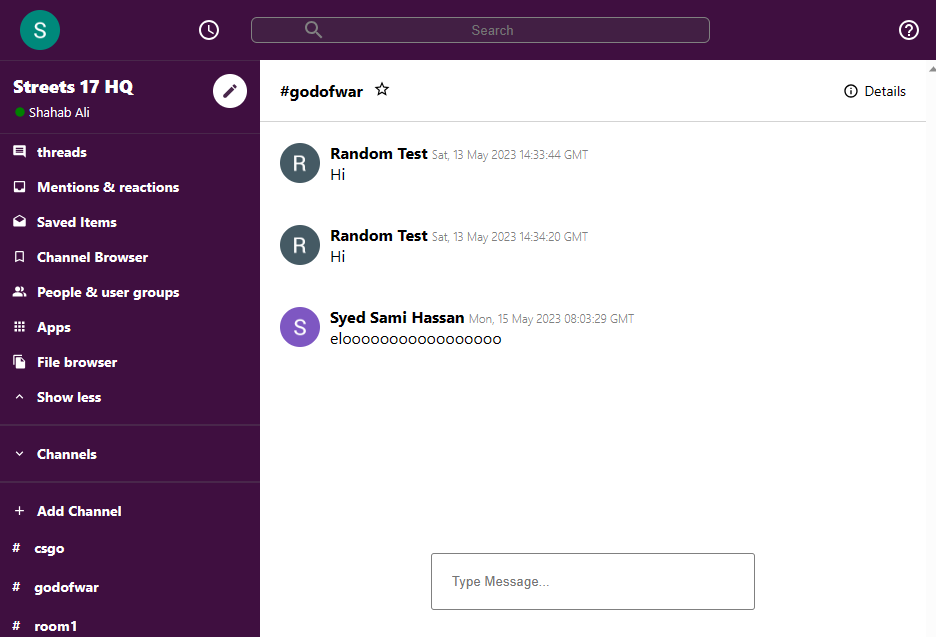 S
Search
Streets 17 HQ
Shahab Ali
threads
Mentions & reactions
Saved Items
Channel Browser
People & user groups
Apps
File browser
Show less
Channels
+ Add Channel
# csgo
# godofwar
# room1
#godofwar
Details
R
Random Test Sat, 13 May 2023 14:33:44 GMT
Hi
R
Random Test Sat, 13 May 2023 14:34:20 GMT
Hi
S
Syed Sami Hassan Mon, 15 May 2023 08:03:29 GMT
elooooooooooooooooo
Type Message...